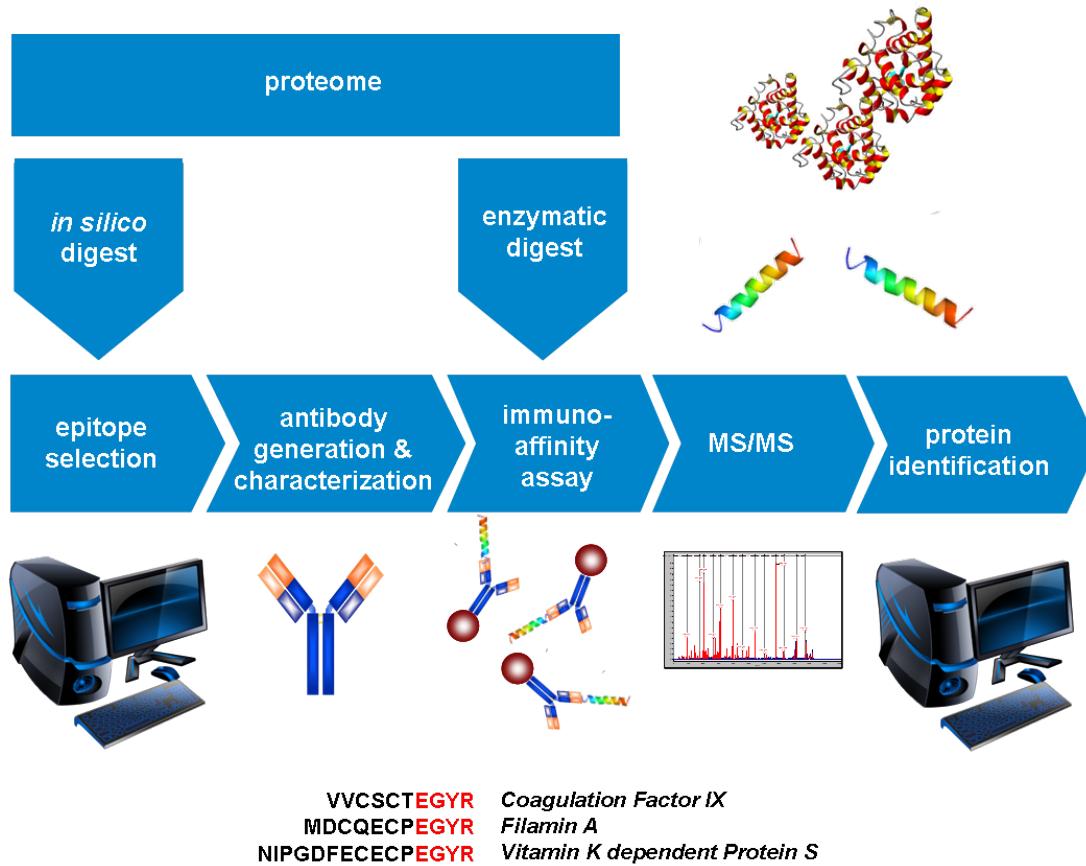 proteome
in silico
digest
enzymatic
digest
epitope
selection
antibody
generation &
characterization
immuno-
affinity
assay
MS/MS
protein
identification
VVCSCTEGYR Coagulation Factor IX
MDCQECPEGYR Filamin A
NIPGDFECECPEGYR Vitamin K dependent Protein S